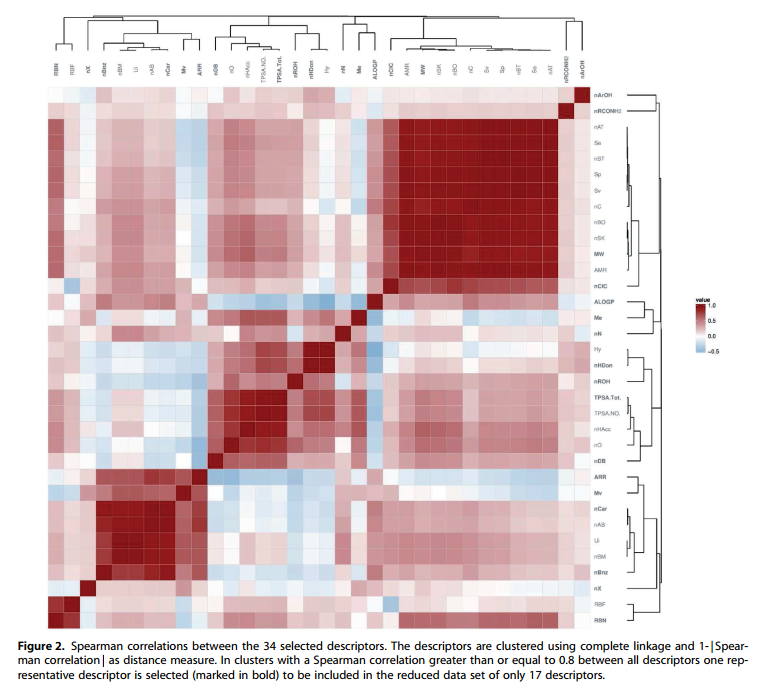 RBN
RBF
nX
nBnz
nBM
Ui
nAB
nCar
Mv
ARR
nDB
nO
nHAcc
TPSA.NO.
TPSA.Tot.
nROH
nHDon
Hy
nN
Me
ALOGP
nCIC
AMR
MW
nSK
nBO
nC
Sv
Sp
nBT
Se
nAT
nRCONH2
nArOH
nArOH
nRCONH2
nAT
Se
nBT
Sp
Sv
nC
nBO
nSK
MW
AMR
nCIC
ALOGP
Me
nN
Hy
nHDon
nROH
TPSA.Tot.
TPSA.NO.
nHAcc
nO
nDB
ARR
Mv
nCar
nAB
Ui
nBM
nBnz
nX
RBF
RBN
value
1.0
0.5
0.0
−0.5
Figure 2. Spearman correlations between the 34 selected descriptors. The descriptors are clustered using complete linkage and 1-|Spear-
man correlation| as distance measure. In clusters with a Spearman correlation greater than or equal to 0.8 between all descriptors one rep-
resentative descriptor is selected (marked in bold) to be included in the reduced data set of only 17 descriptors.